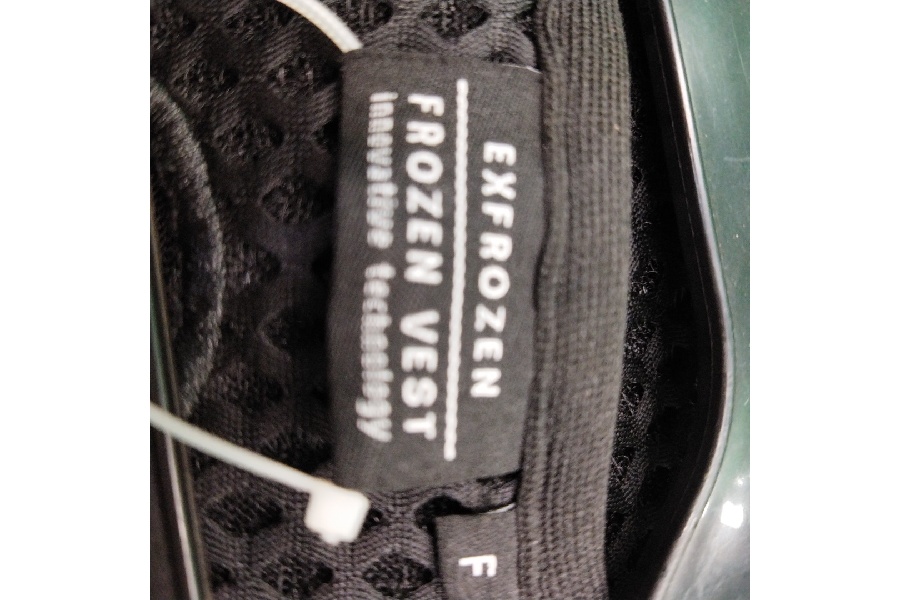 EXFROZEN
FROZEN VEST
Innovative technology
F